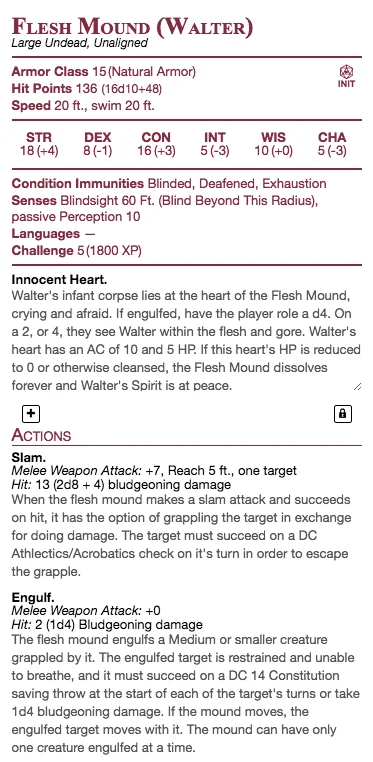 Flesh Mound (Walter)
Large Undead, Unaligned
Armor Class 15 (Natural Armor)
INIT
Hit Points 136 (16d10+48)
Speed 20 ft., swim 20 ft.
STR DEX CON INT WIS CHA
18 (+4) 8 (-1) 16 (+3) 5 (-3) 10 (+0) 5 (-3)
Condition Immunities Blinded, Deafened, Exhaustion
Senses Blindsight 60 Ft. (Blind Beyond This Radius),
passive Perception 10
Languages —
Challenge 5 (1800 XP)
Innocent Heart.
Walter's infant corpse lies at the heart of the Flesh Mound,
crying and afraid. If engulfed, have the player role a d4. On
a 2, or 4, they see Walter within the flesh and gore. Walter's
heart has an AC of 10 and 5 HP. If this heart's HP is reduced
to 0 or otherwise cleansed, the Flesh Mound dissolves
forever and Walter's Spirit is at peace.
Actions
Slam.
Melee Weapon Attack: +7, Reach 5 ft., one target
Hit: 13 (2d8 + 4) bludgeoning damage
When the flesh mound makes a slam attack and succeeds
on hit, it has the option of grappling the target in exchange
for doing damage. The target must succeed on a DC
Athlectics/Acrobatics check on it's turn in order to escape
the grapple.
Engulf.
Melee Weapon Attack: +0
Hit: 2 (1d4) Bludgeoning damage
The flesh mound engulfs a Medium or smaller creature
grappled by it. The engulfed target is restrained and unable
to breathe, and it must succeed on a DC 14 Constitution
saving throw at the start of each of the target's turns or take
1d4 bludgeoning damage. If the mound moves, the
engulfed target moves with it. The mound can have only
one creature engulfed at a time.